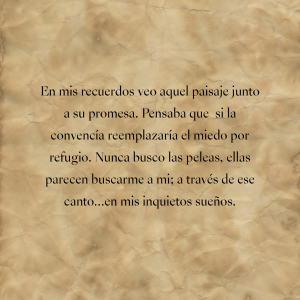 En mis recuerdos veo aquel paisaje junto
a su promesa. Pensaba que  si la
convencía reemplazaría el miedo por
refugio. Nunca busco las peleas, ellas
parecen buscarme a mi; a través de ese
canto...en mis inquietos sueños.